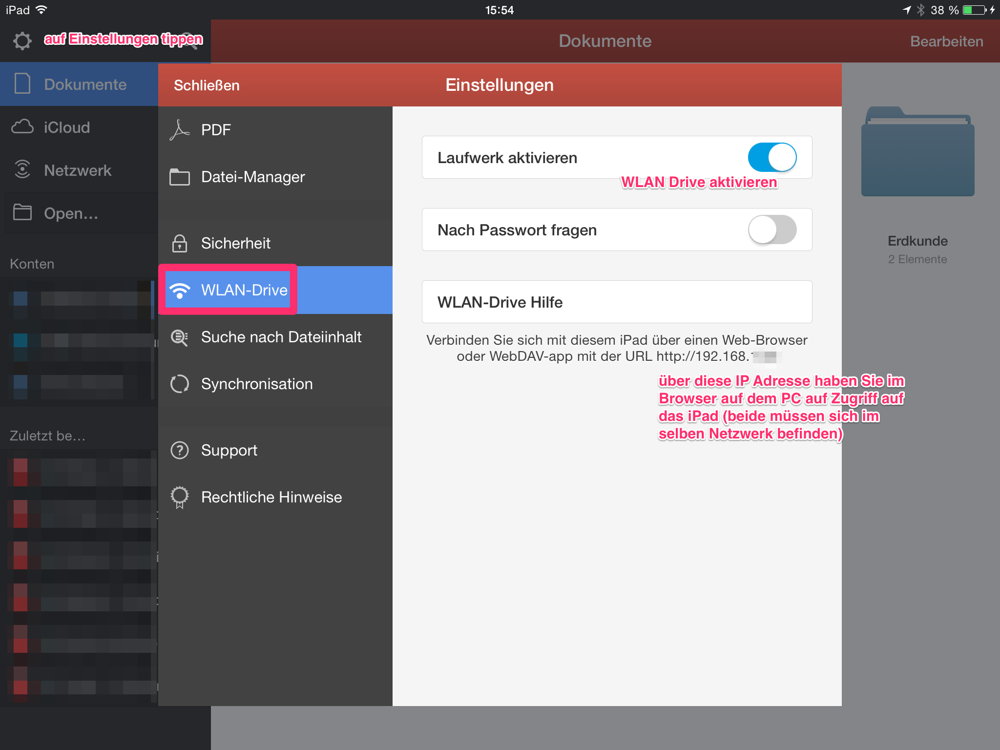 iPad 15:54 38 %
auf Einstellungen tippen
Dokumente
Bearbeiten
Dokumente
iCloud
Netzwerk
Open...
Konten
Zuletzt be...
Schließen
Einstellungen
PDF
Datei-Manager
Sicherheit
WLAN-Drive
Suche nach Dateiinhalt
Synchronisation
Support
Rechtliche Hinweise
Laufwerk aktivieren
WLAN Drive aktivieren
Nach Passwort fragen
WLAN-Drive Hilfe
Verbinden Sie sich mit diesem iPad über einen Web-Browser
oder WebDAV-app mit der URL http://192.168.
über diese IP Adresse haben Sie im
Browser auf dem PC auf Zugriff auf
das iPad (beide müssen sich im
selben Netzwerk befinden)
Erdkunde
2 Elemente